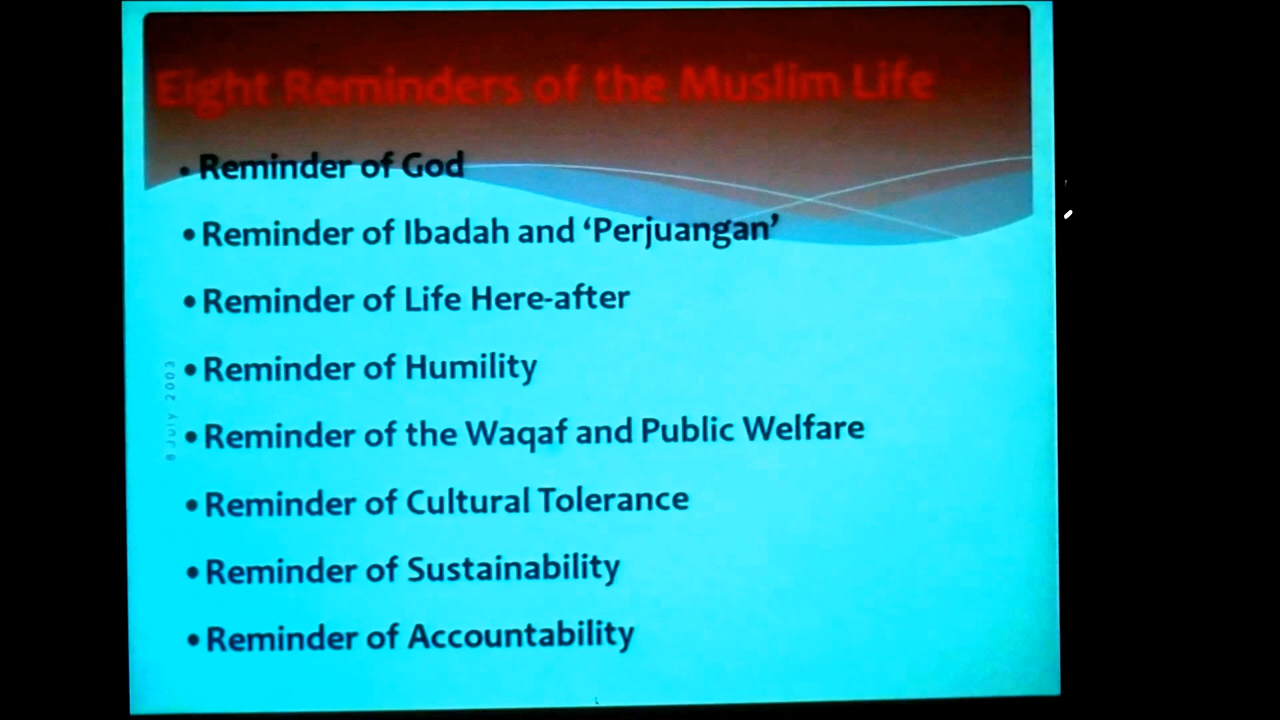 Eight Reminders of the Muslim Life
• Reminder of God
• Reminder of Ibadah and ‘Perjuangan’
• Reminder of Life Here-after
• Reminder of Humility
• Reminder of the Waqaf and Public Welfare
• Reminder of Cultural Tolerance
• Reminder of Sustainability
• Reminder of Accountability
July 2003